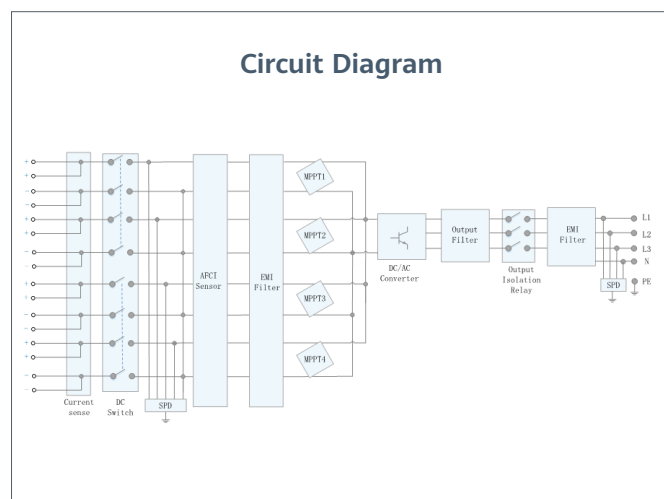 Circuit Diagram
+
+
−
−
+
+
−
−
+
+
−
−
+
+
−
−
Current
sense
DC
Switch
SPD
AFCI
Sensor
EMI
Filter
MPPT1
MPPT2
MPPT3
MPPT4
DC/AC
Converter
Output
Filter
Output
Isolation
Relay
EMI
Filter
SPD
L1
L2
L3
N
PE